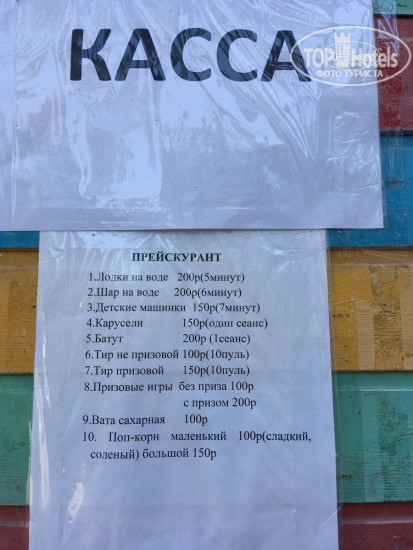 КАССА
TOP Hotels
ФОТО ТУРИСТА
ПРЕЙСКУРАНТ
1.Лодки на воде 200р(5минут)
2.Шар на воде 200р(6минут)
3.Детские машинки 150р(7минут)
4.Карусели 150р(один сеанс)
5.Батут 200р (1сеанс)
6.Тир не призовой 100р(10пуль)
7.Тир призовой 150р(10пуль)
8.Призовые игры без приза 100р
с призом 200р
9.Вата сахарная 100р
10. Поп-корн маленький 100р(сладкий,
соленый) большой 150р